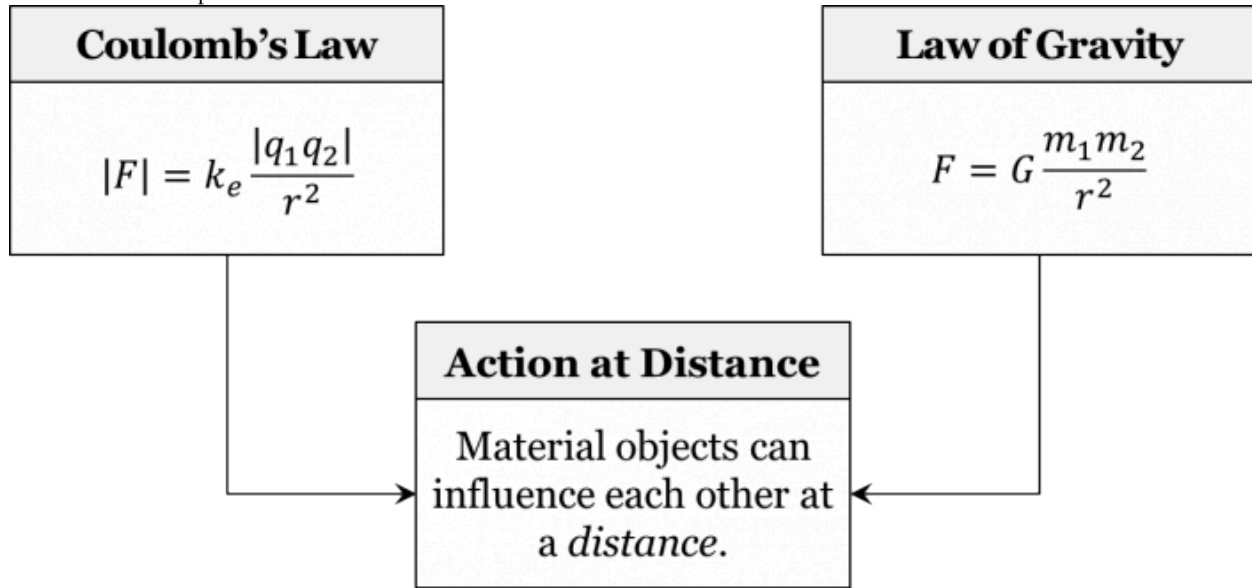 Coulomb's Law
|F| = k_e |q_1 q_2| / r^2
Law of Gravity
F = G m_1 m_2 / r^2
Action at Distance
Material objects can
influence each other at
a distance.